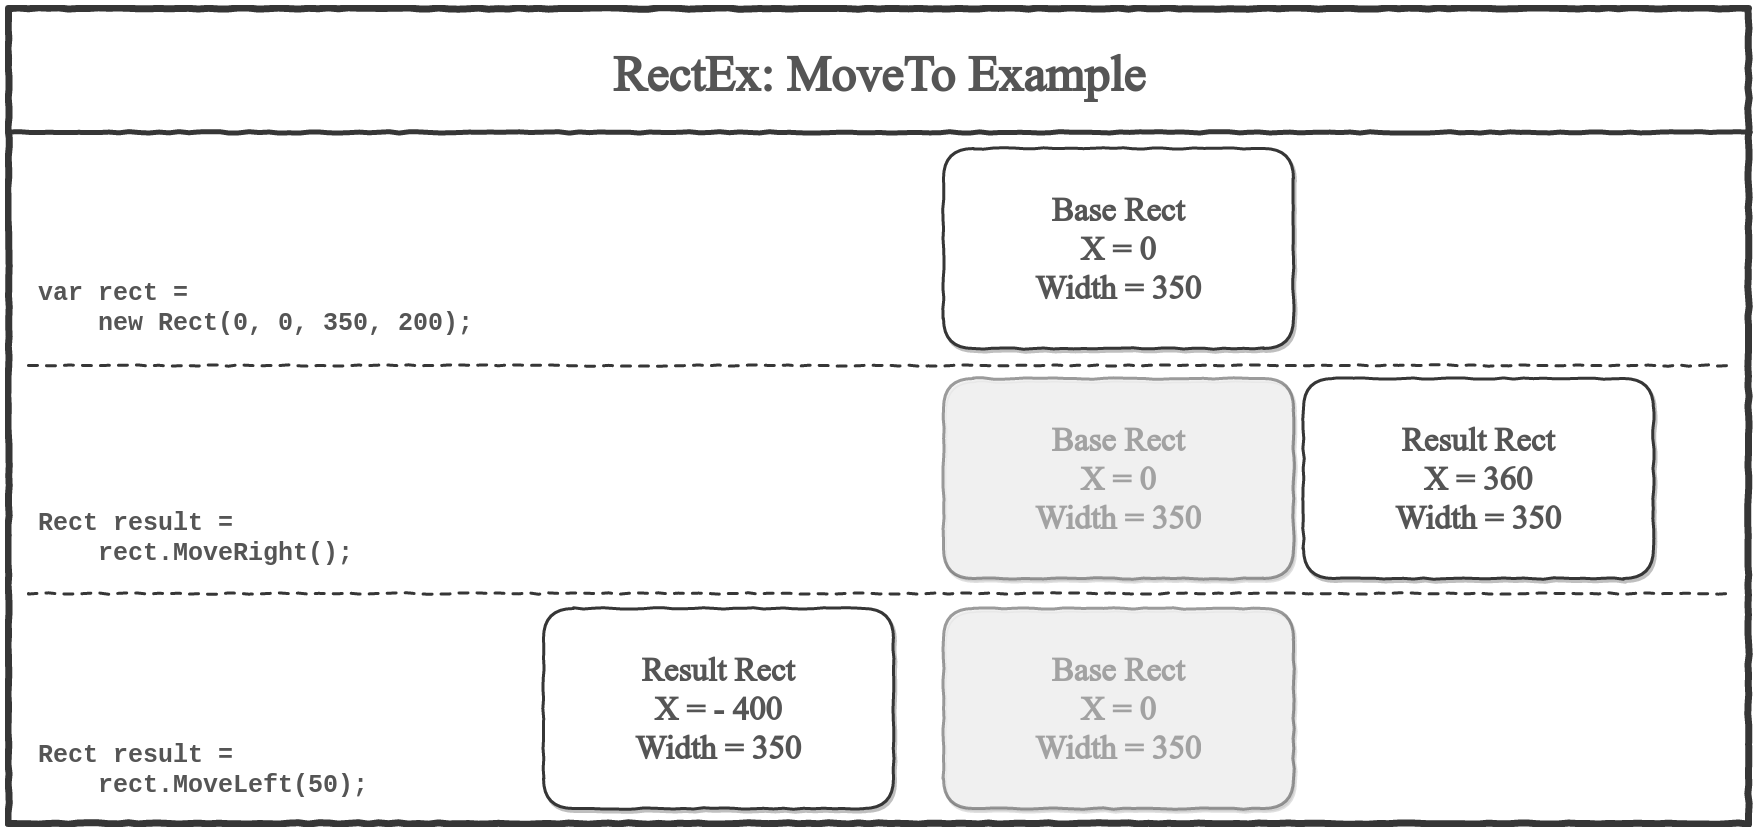 RectEx: MoveTo Example
Base Rect
X = 0
Width = 350
var rect =
new Rect(0, 0, 350, 200);
Base Rect
X = 0
Width = 350
Result Rect
X = 360
Width = 350
Rect result =
rect.MoveRight();
Result Rect
X = - 400
Width = 350
Base Rect
X = 0
Width = 350
Rect result =
rect.MoveLeft(50);